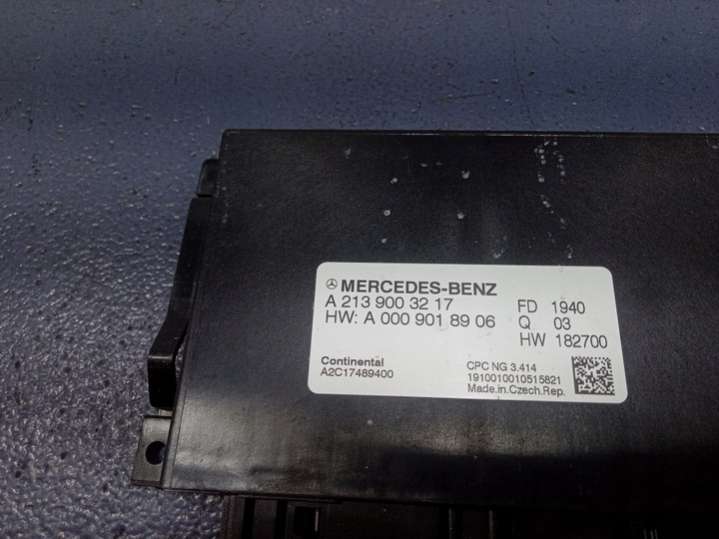 MERCEDES-BENZ
A 213 900 32 17
HW: A 000 901 89 06
FD 1940
Q 03
HW 182700
Continental
A2C17489400
CPC NG 3.414
1910010010515821
Made.in.Czech.Rep.